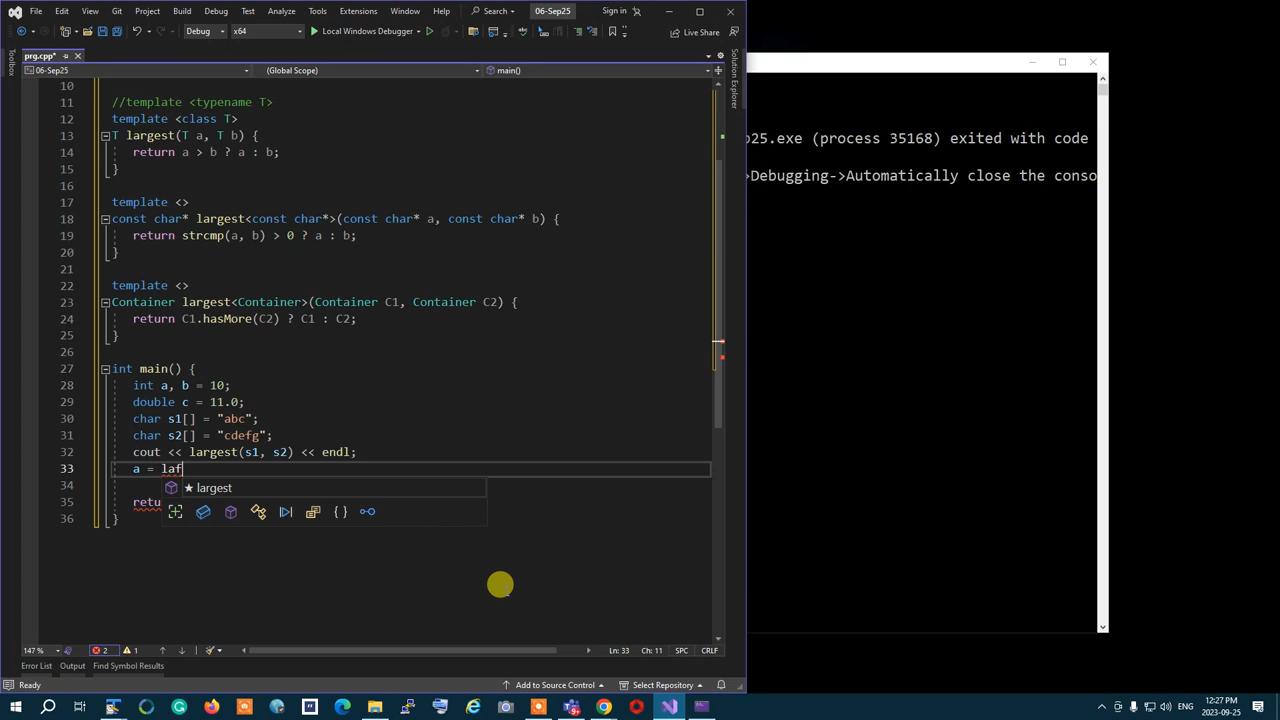 File Edit View Git Project Build Debug Test Analyze Tools Extensions Window Help Search 06-Sep25 Sign in
Debug x64 Local Windows Debugger Live Share
prg.cpp*
06-Sep25 (Global Scope) main()
Toolbox
Solution Explorer
10
11 //template <typename T>
12 template <class T>
13 T largest(T a, T b) {
14 return a > b ? a : b;
15 }
16
17 template <>
18 const char* largest<const char*>(const char* a, const char* b) {
19 return strcmp(a, b) > 0 ? a : b;
20 }
21
22 template <>
23 Container largest<Container>(Container C1, Container C2) {
24 return C1.hasMore(C2) ? C1 : C2;
25 }
26
27 int main() {
28 int a, b = 10;
29 double c = 11.0;
30 char s1[] = "abc";
31 char s2[] = "cdefg";
32 cout << largest(s1, s2) << endl;
33 a = laf
34 ★ largest
35 retu
36 }
147 % 2 1 Ln: 33 Ch: 11 SPC CRLF
Error List Output Find Symbol Results
Ready Add to Source Control Select Repository
p25.exe (process 35168) exited with code
>Debugging->Automatically close the conso
ENG
12:27 PM
2023-09-25